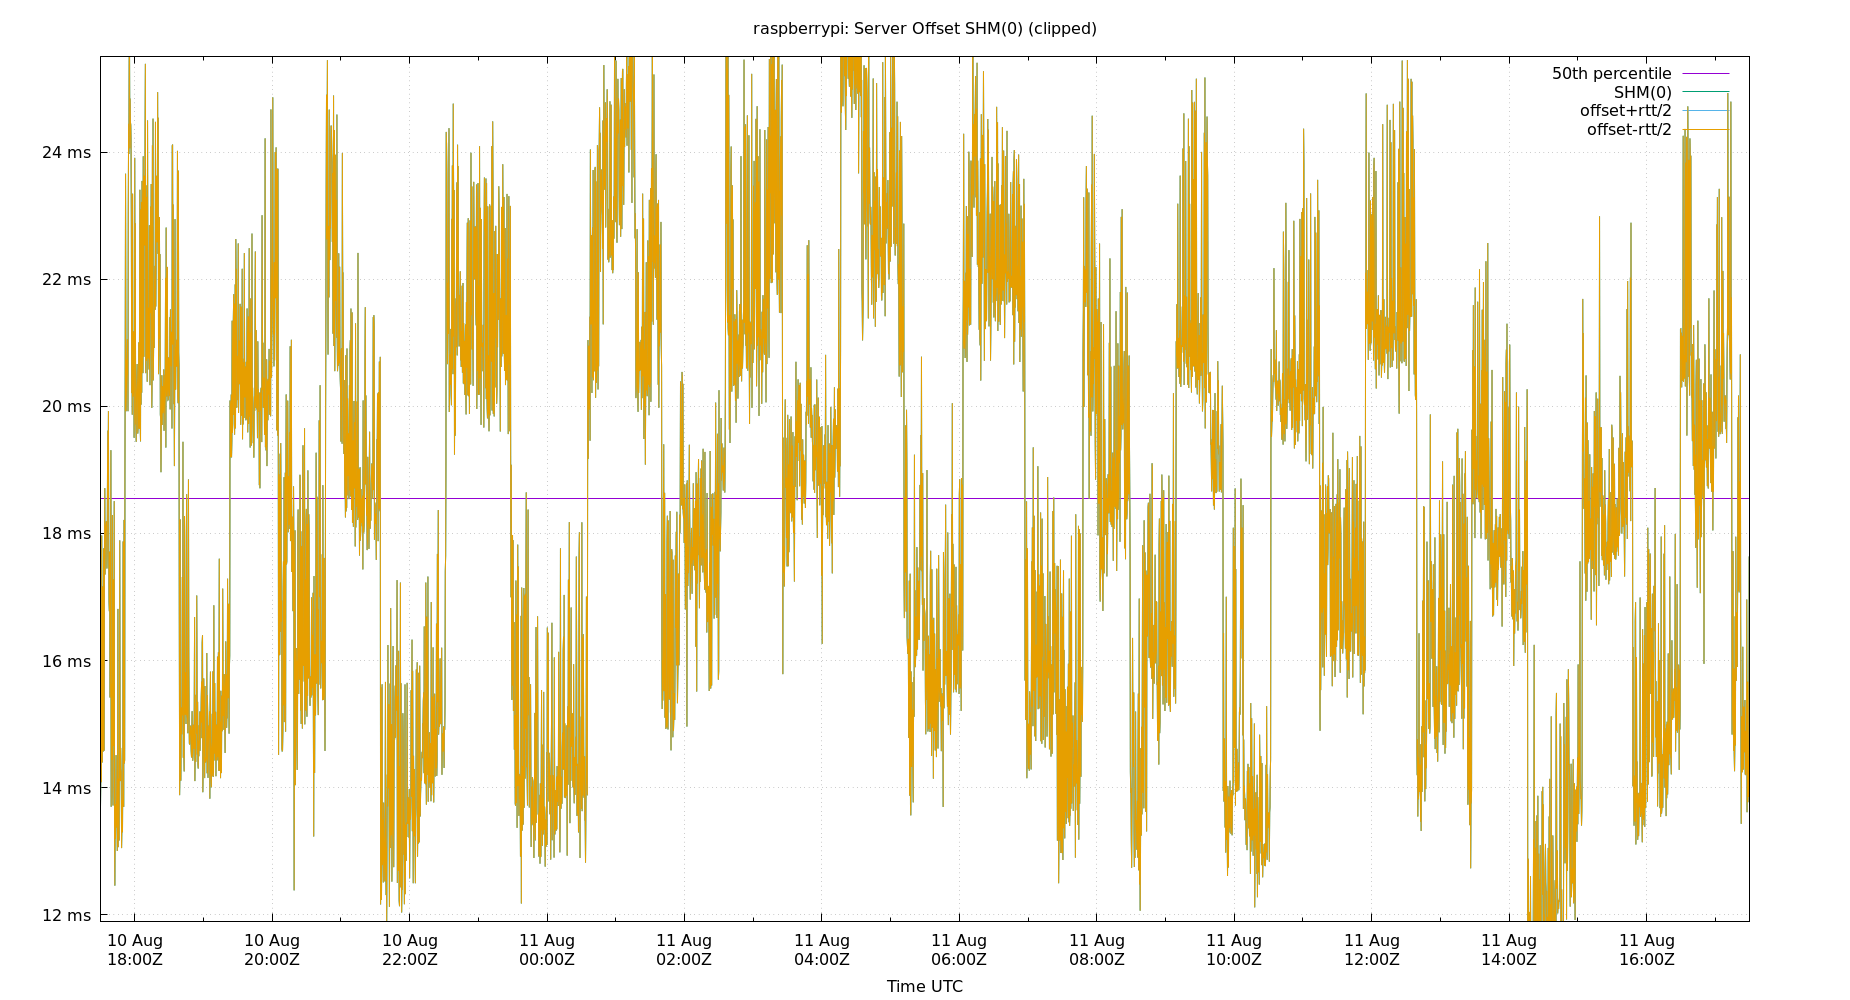 raspberrypi: Server Offset SHM(0) (clipped)
50th percentile
SHM(0)
offset+rtt/2
offset-rtt/2
24 ms
22 ms
20 ms
18 ms
16 ms
14 ms
12 ms
10 Aug 10 Aug 10 Aug 11 Aug 11 Aug 11 Aug 11 Aug 11 Aug 11 Aug 11 Aug 11 Aug 11 Aug
18:00Z 20:00Z 22:00Z 00:00Z 02:00Z 04:00Z 06:00Z 08:00Z 10:00Z 12:00Z 14:00Z 16:00Z
Time UTC